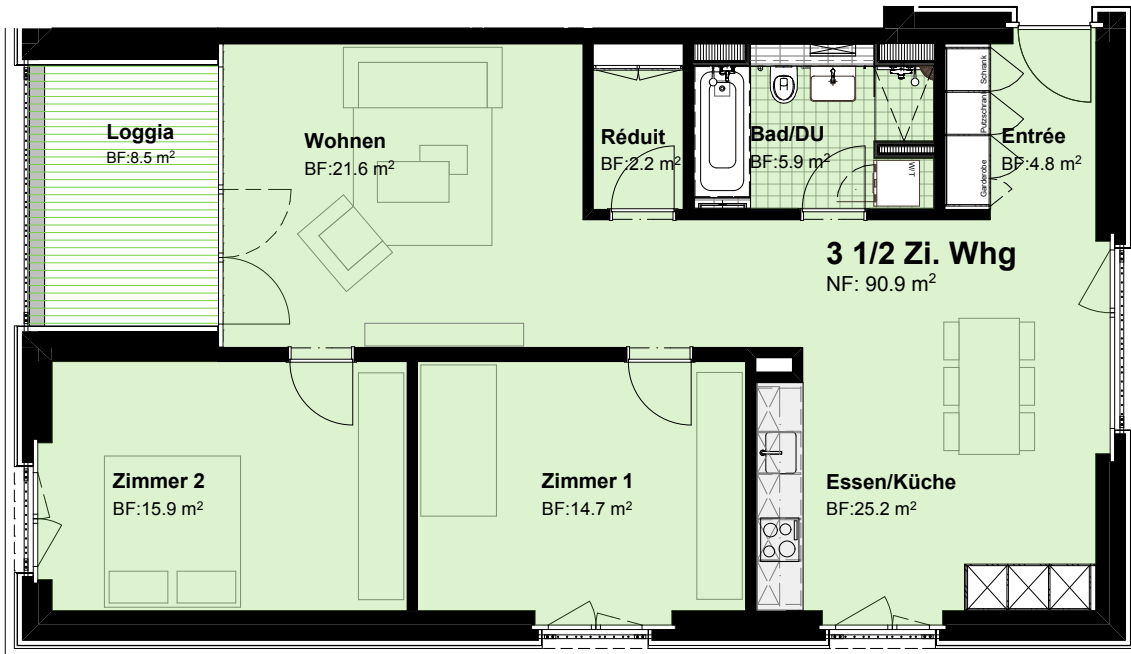 Loggia
BF:8.5 m²
Wohnen
BF:21.6 m²
Réduit
BF:2.2 m²
Bad/DU
BF:5.9 m²
W/T
Schrank
Putzschrank
Garderobe
Entrée
BF:4.8 m²
3 1/2 Zi. Whg
NF: 90.9 m²
Zimmer 2
BF:15.9 m²
Zimmer 1
BF:14.7 m²
Essen/Küche
BF:25.2 m²